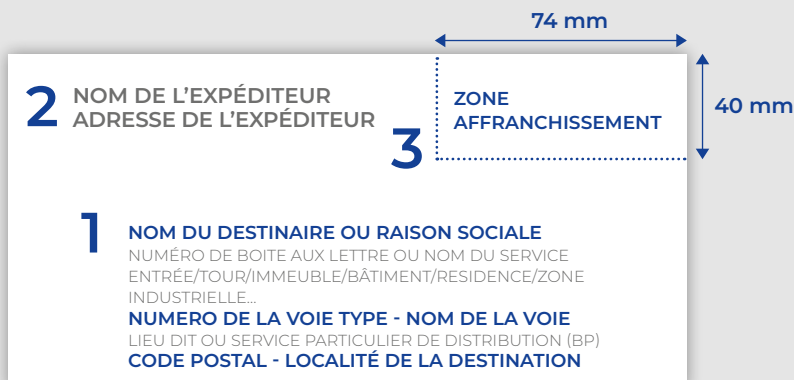 74 mm
2
NOM DE L’EXPÉDITEUR
ADRESSE DE L’EXPÉDITEUR
3
ZONE
AFFRANCHISSEMENT
40 mm
1
NOM DU DESTINAIRE OU RAISON SOCIALE
NUMÉRO DE BOITE AUX LETTRE OU NOM DU SERVICE
ENTRÉE/TOUR/IMMEUBLE/BÂTIMENT/RESIDENCE/ZONE
INDUSTRIELLE...
NUMERO DE LA VOIE TYPE - NOM DE LA VOIE
LIEU DIT OU SERVICE PARTICULIER DE DISTRIBUTION (BP)
CODE POSTAL - LOCALITÉ DE LA DESTINATION